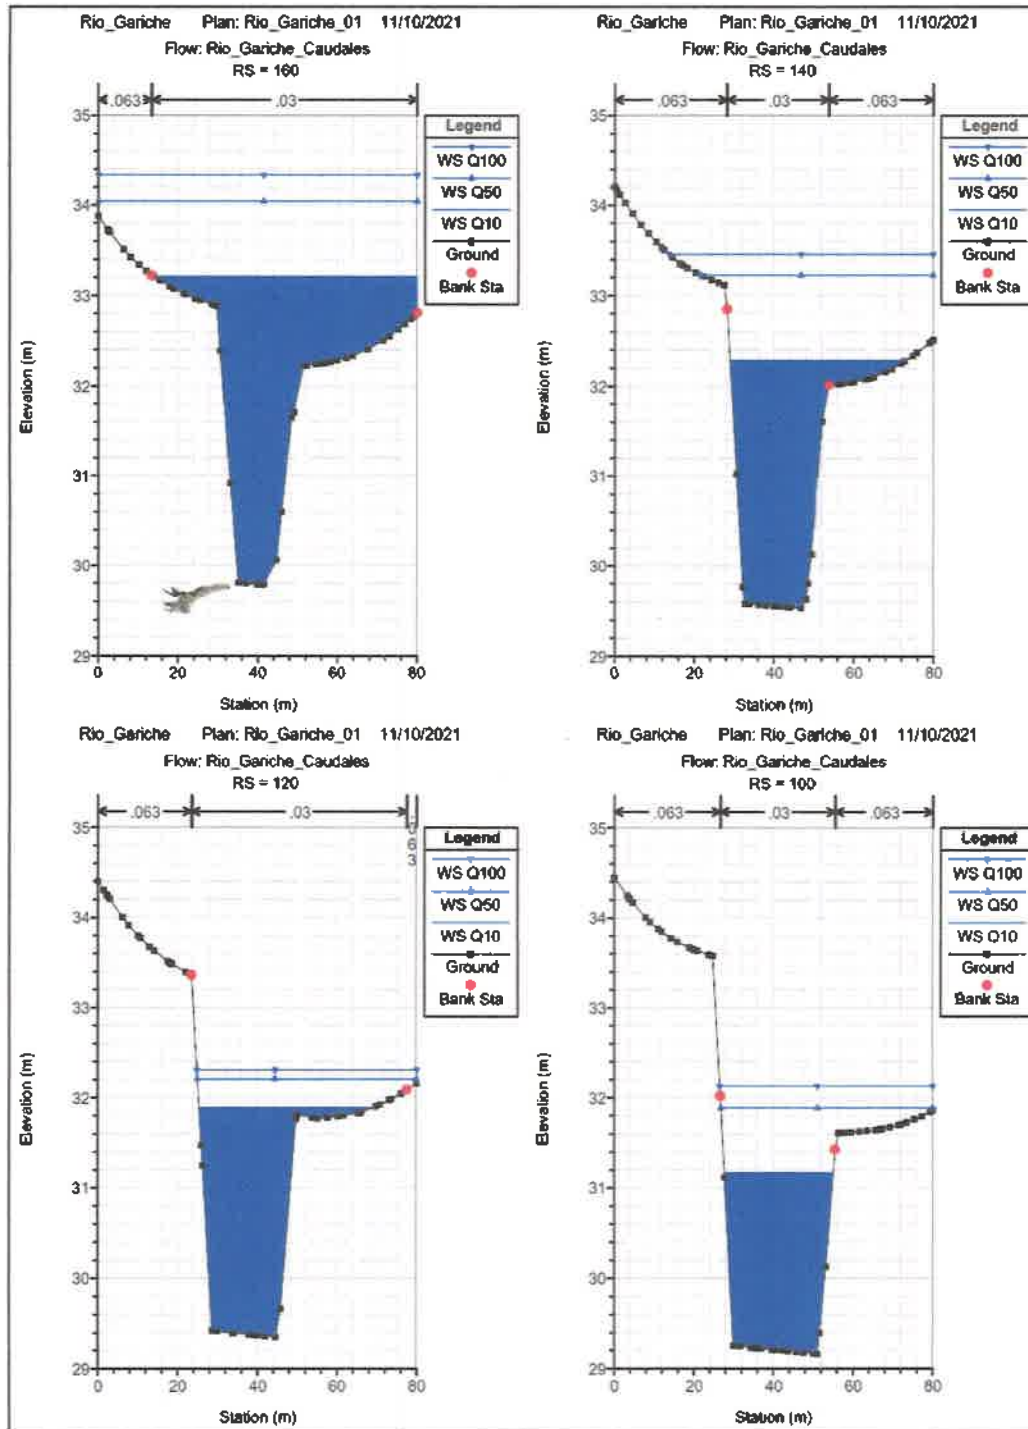 Rio_Gariche Plan: Rio_Gariche_01 11/10/2021
Flow: Rio_Gariche_Caudales
RS = 160
.063 .03
Legend
WS Q100
WS Q50
WS Q10
Ground
Bank Sta
35
34
33
32
31
30
29
Elevation (m)
0 20 40 60 80
Station (m)
Rio_Gariche Plan: Rio_Gariche_01 11/10/2021
Flow: Rio_Gariche_Caudales
RS = 140
.063 .03 .063
Legend
WS Q100
WS Q50
WS Q10
Ground
Bank Sta
35
34
33
32
31
30
29
Elevation (m)
0 20 40 60 80
Station (m)
Rio_Gariche Plan: Rio_Gariche_01 11/10/2021
Flow: Rio_Gariche_Caudales
RS = 120
.063 .03 .063
Legend
WS Q100
WS Q50
WS Q10
Ground
Bank Sta
35
34
33
32
31
30
29
Elevation (m)
0 20 40 60 80
Station (m)
Rio_Gariche Plan: Rio_Gariche_01 11/10/2021
Flow: Rio_Gariche_Caudales
RS = 100
.063 .03 .063
Legend
WS Q100
WS Q50
WS Q10
Ground
Bank Sta
35
34
33
32
31
30
29
Elevation (m)
0 20 40 60 80
Station (m)